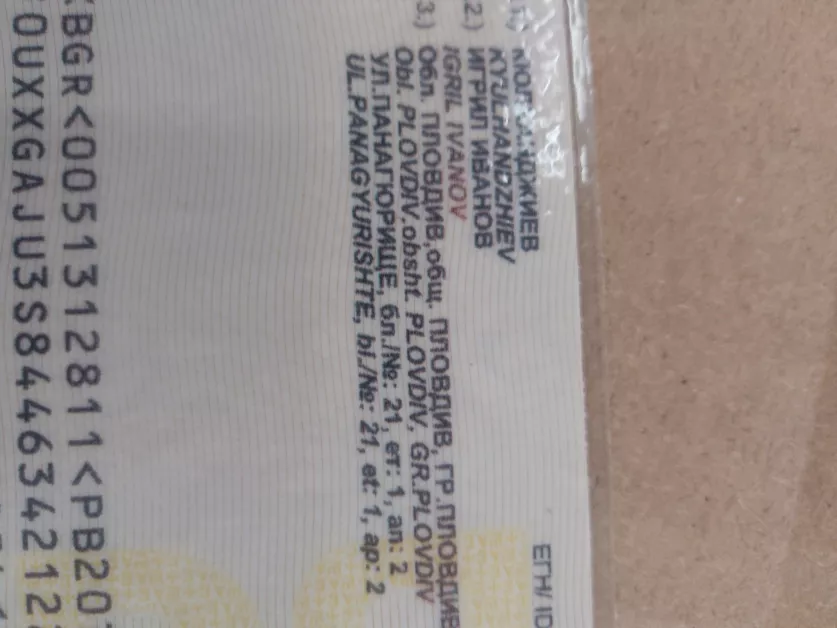 1.) КЮЛХАНДЖИЕВ
KYULHANDZHIEV
2.) ИГРИЛ ИВАНОВ
IGRIL IVANOV
3.) Обл. ПЛОВДИВ,общ. ПЛОВДИВ, ГР.ПЛОВДИВ
Obl. PLOVDIV,obsht. PLOVDIV, GR.PLOVDIV
УЛ.ПАНАГЮРИЩЕ, бл./№: 21, ет: 1, ап: 2
UL.PANAGYURISHTE, bl./№: 21, et: 1, ap: 2
ЕГН/ ID
BGR<0051312811<PB20
0UXXGAJU3S84463421